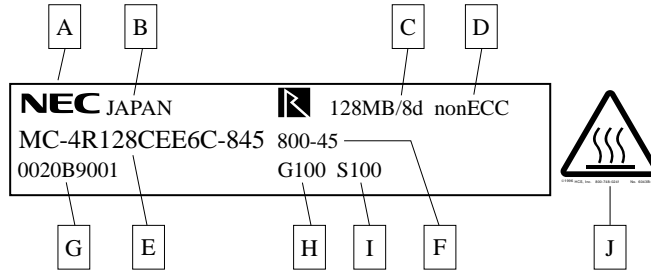 A B C D
NEC JAPAN 128MB/8d nonECC
MC-4R128CEE6C-845 800-45
0020B9001 G100 S100
G E H I F J